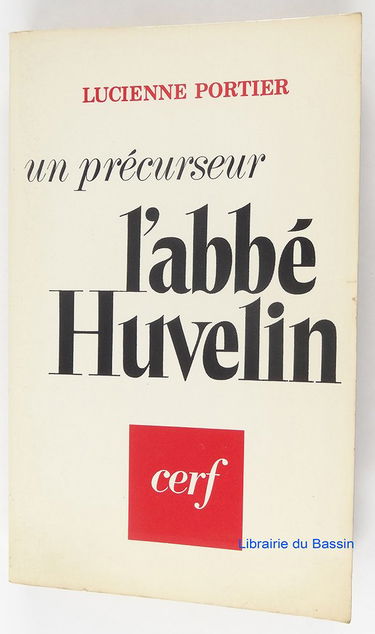 LUCIENNE PORTIER
un précurseur
l'abbé
Huvelin
cerf
Librairie du Bassin